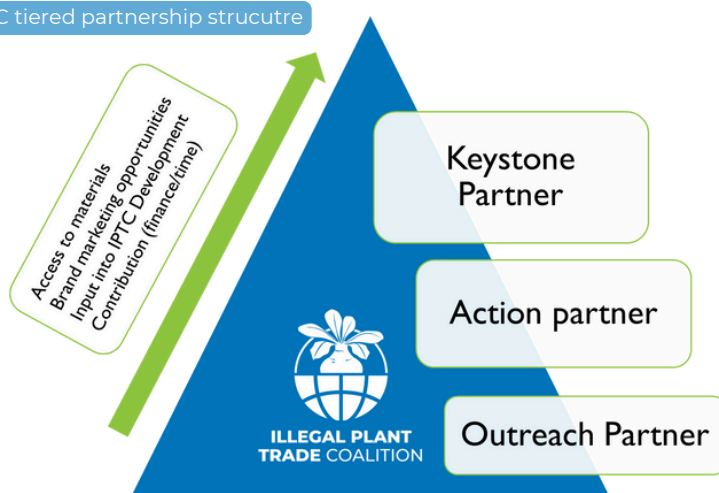 C tiered partnership strucutre
Access to materials
Brand marketing opportunities
Input into IPTC Development
Contribution (finance/time)
Keystone
Partner
Action partner
Outreach Partner
ILLEGAL PLANT
TRADE COALITION